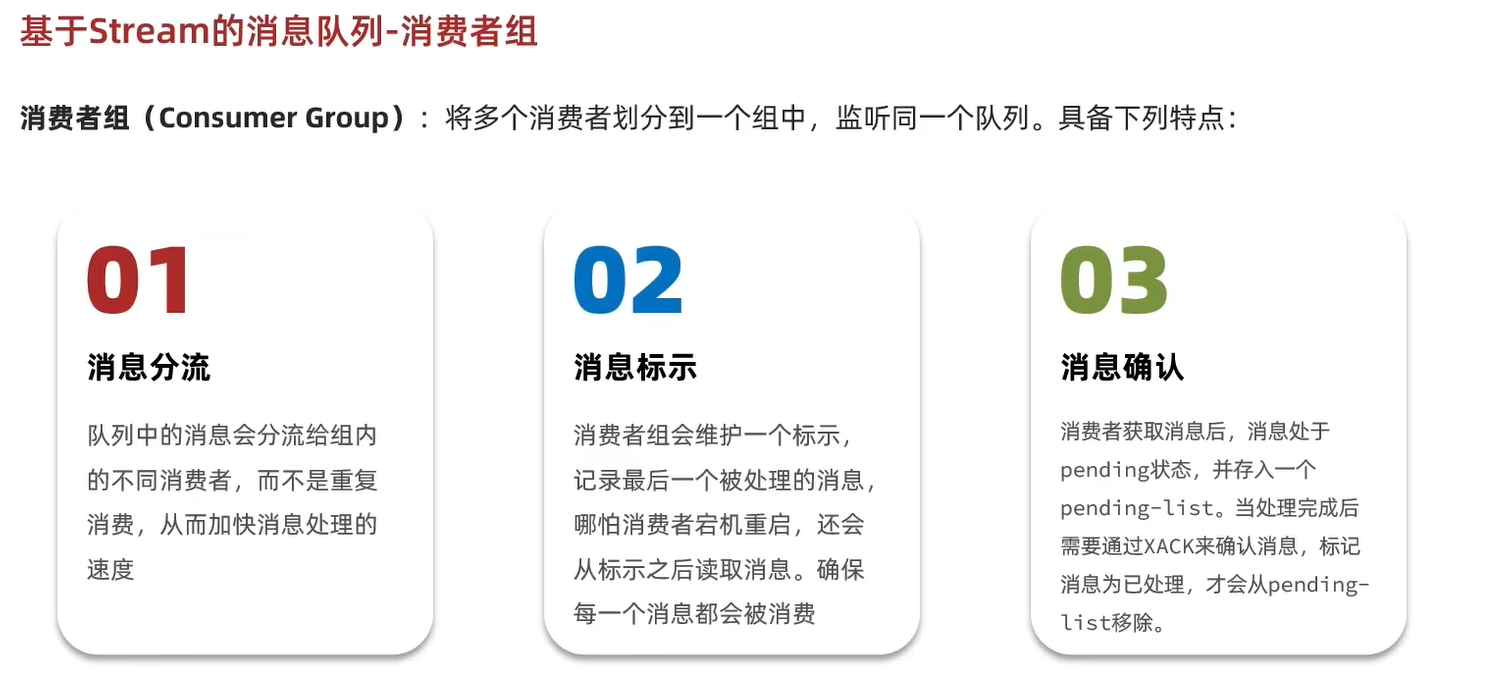 基于Stream的消息队列-消费者组
消费者组（Consumer Group）：将多个消费者划分到一个组中，监听同一个队列。具备下列特点：
01
消息分流
队列中的消息会分流给组内
的不同消费者，而不是重复
消费，从而加快消息处理的
速度
02
消息标示
消费者组会维护一个标示，
记录最后一个被处理的消息，
哪怕消费者宕机重启，还会
从标示之后读取消息。确保
每一个消息都会被消费
03
消息确认
消费者获取消息后，消息处于
pending状态，并存入一个
pending-list。当处理完成后
需要通过XACK来确认消息，标记
消息为已处理，才会从pending-
list移除。